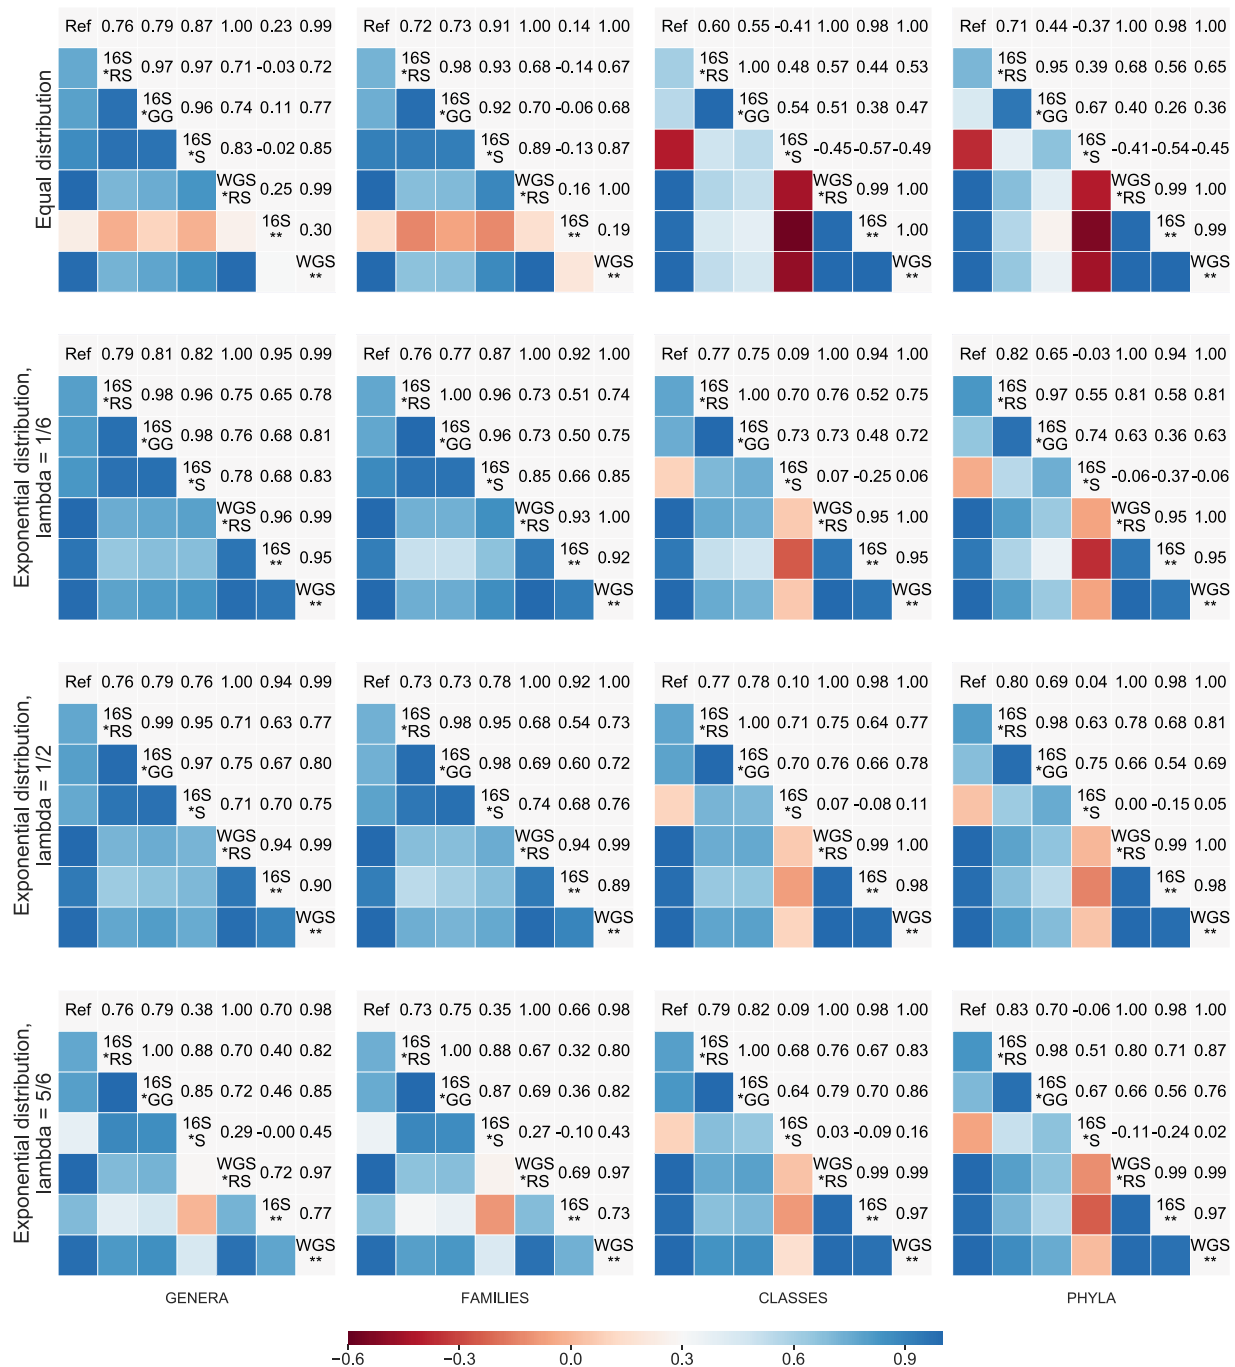 Equal distribution
Ref 0.76 0.79 0.87 1.00 0.23 0.99
16S *RS 0.97 0.97 0.71 -0.03 0.72
16S *GG 0.96 0.74 0.11 0.77
16S *S 0.83 -0.02 0.85
WGS *RS 0.25 0.99
16S ** 0.30
WGS **
Ref 0.72 0.73 0.91 1.00 0.14 1.00
16S *RS 0.98 0.93 0.68 -0.14 0.67
16S *GG 0.92 0.70 -0.06 0.68
16S *S 0.89 -0.13 0.87
WGS *RS 0.16 1.00
16S ** 0.19
WGS **
Ref 0.60 0.55 -0.41 1.00 0.98 1.00
16S *RS 1.00 0.48 0.57 0.44 0.53
16S *GG 0.54 0.51 0.38 0.47
16S *S -0.45 -0.57 -0.49
WGS *RS 0.99 1.00
16S ** 1.00
WGS **
Ref 0.71 0.44 -0.37 1.00 0.98 1.00
16S *RS 0.95 0.39 0.68 0.56 0.65
16S *GG 0.67 0.40 0.26 0.36
16S *S -0.41 -0.54 -0.45
WGS *RS 0.99 1.00
16S ** 0.99
WGS **
Exponential distribution,
lambda = 1/6
Ref 0.79 0.81 0.82 1.00 0.95 0.99
16S *RS 0.98 0.96 0.75 0.65 0.78
16S *GG 0.98 0.76 0.68 0.81
16S *S 0.78 0.68 0.83
WGS *RS 0.96 0.99
16S ** 0.95
WGS **
Ref 0.76 0.77 0.87 1.00 0.92 1.00
16S *RS 1.00 0.96 0.73 0.51 0.74
16S *GG 0.96 0.73 0.50 0.75
16S *S 0.85 0.66 0.85
WGS *RS 0.93 1.00
16S ** 0.92
WGS **
Ref 0.77 0.75 0.09 1.00 0.94 1.00
16S *RS 1.00 0.70 0.76 0.52 0.75
16S *GG 0.73 0.73 0.48 0.72
16S *S 0.07 -0.25 0.06
WGS *RS 0.95 1.00
16S ** 0.95
WGS **
Ref 0.82 0.65 -0.03 1.00 0.94 1.00
16S *RS 0.97 0.55 0.81 0.58 0.81
16S *GG 0.74 0.63 0.36 0.63
16S *S -0.06 -0.37 -0.06
WGS *RS 0.95 1.00
16S ** 0.95
WGS **
Exponential distribution,
lambda = 1/2
Ref 0.76 0.79 0.76 1.00 0.94 0.99
16S *RS 0.99 0.95 0.71 0.63 0.77
16S *GG 0.97 0.75 0.67 0.80
16S *S 0.71 0.70 0.75
WGS *RS 0.94 0.99
16S ** 0.90
WGS **
Ref 0.73 0.73 0.78 1.00 0.92 1.00
16S *RS 0.98 0.95 0.68 0.54 0.73
16S *GG 0.98 0.69 0.60 0.72
16S *S 0.74 0.68 0.76
WGS *RS 0.94 0.99
16S ** 0.89
WGS **
Ref 0.77 0.78 0.10 1.00 0.98 1.00
16S *RS 1.00 0.71 0.75 0.64 0.77
16S *GG 0.70 0.76 0.66 0.78
16S *S 0.07 -0.08 0.11
WGS *RS 0.99 1.00
16S ** 0.98
WGS **
Ref 0.80 0.69 0.04 1.00 0.98 1.00
16S *RS 0.98 0.63 0.78 0.68 0.81
16S *GG 0.75 0.66 0.54 0.69
16S *S 0.00 -0.15 0.05
WGS *RS 0.99 1.00
16S ** 0.98
WGS **
Exponential distribution,
lambda = 5/6
Ref 0.76 0.79 0.38 1.00 0.70 0.98
16S *RS 1.00 0.88 0.70 0.40 0.82
16S *GG 0.85 0.72 0.46 0.85
16S *S 0.29 -0.00 0.45
WGS *RS 0.72 0.97
16S ** 0.77
WGS **
Ref 0.73 0.75 0.35 1.00 0.66 0.98
16S *RS 1.00 0.88 0.67 0.32 0.80
16S *GG 0.87 0.69 0.36 0.82
16S *S 0.27 -0.10 0.43
WGS *RS 0.69 0.97
16S ** 0.73
WGS **
Ref 0.79 0.82 0.09 1.00 0.98 1.00
16S *RS 1.00 0.68 0.76 0.67 0.83
16S *GG 0.64 0.79 0.70 0.86
16S *S 0.03 -0.09 0.16
WGS *RS 0.99 0.99
16S ** 0.97
WGS **
Ref 0.83 0.70 -0.06 1.00 0.98 1.00
16S *RS 0.98 0.51 0.80 0.71 0.87
16S *GG 0.67 0.66 0.56 0.76
16S *S -0.11 -0.24 0.02
WGS *RS 0.99 0.99
16S ** 0.97
WGS **
GENERA FAMILIES CLASSES PHYLA
−0.6 −0.3 0.0 0.3 0.6 0.9